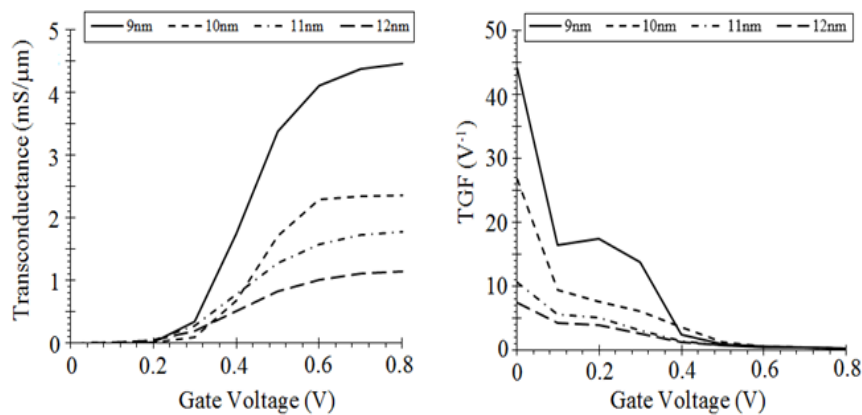 9nm 10nm 11nm 12nm
5
4
3
2
1
0
Transconductance (mS/µm)
0 0.2 0.4 0.6 0.8
Gate Voltage (V)
9nm 10nm 11nm 12nm
50
40
30
20
10
0
TGF (V⁻¹)
0 0.2 0.4 0.6 0.8
Gate Voltage (V)